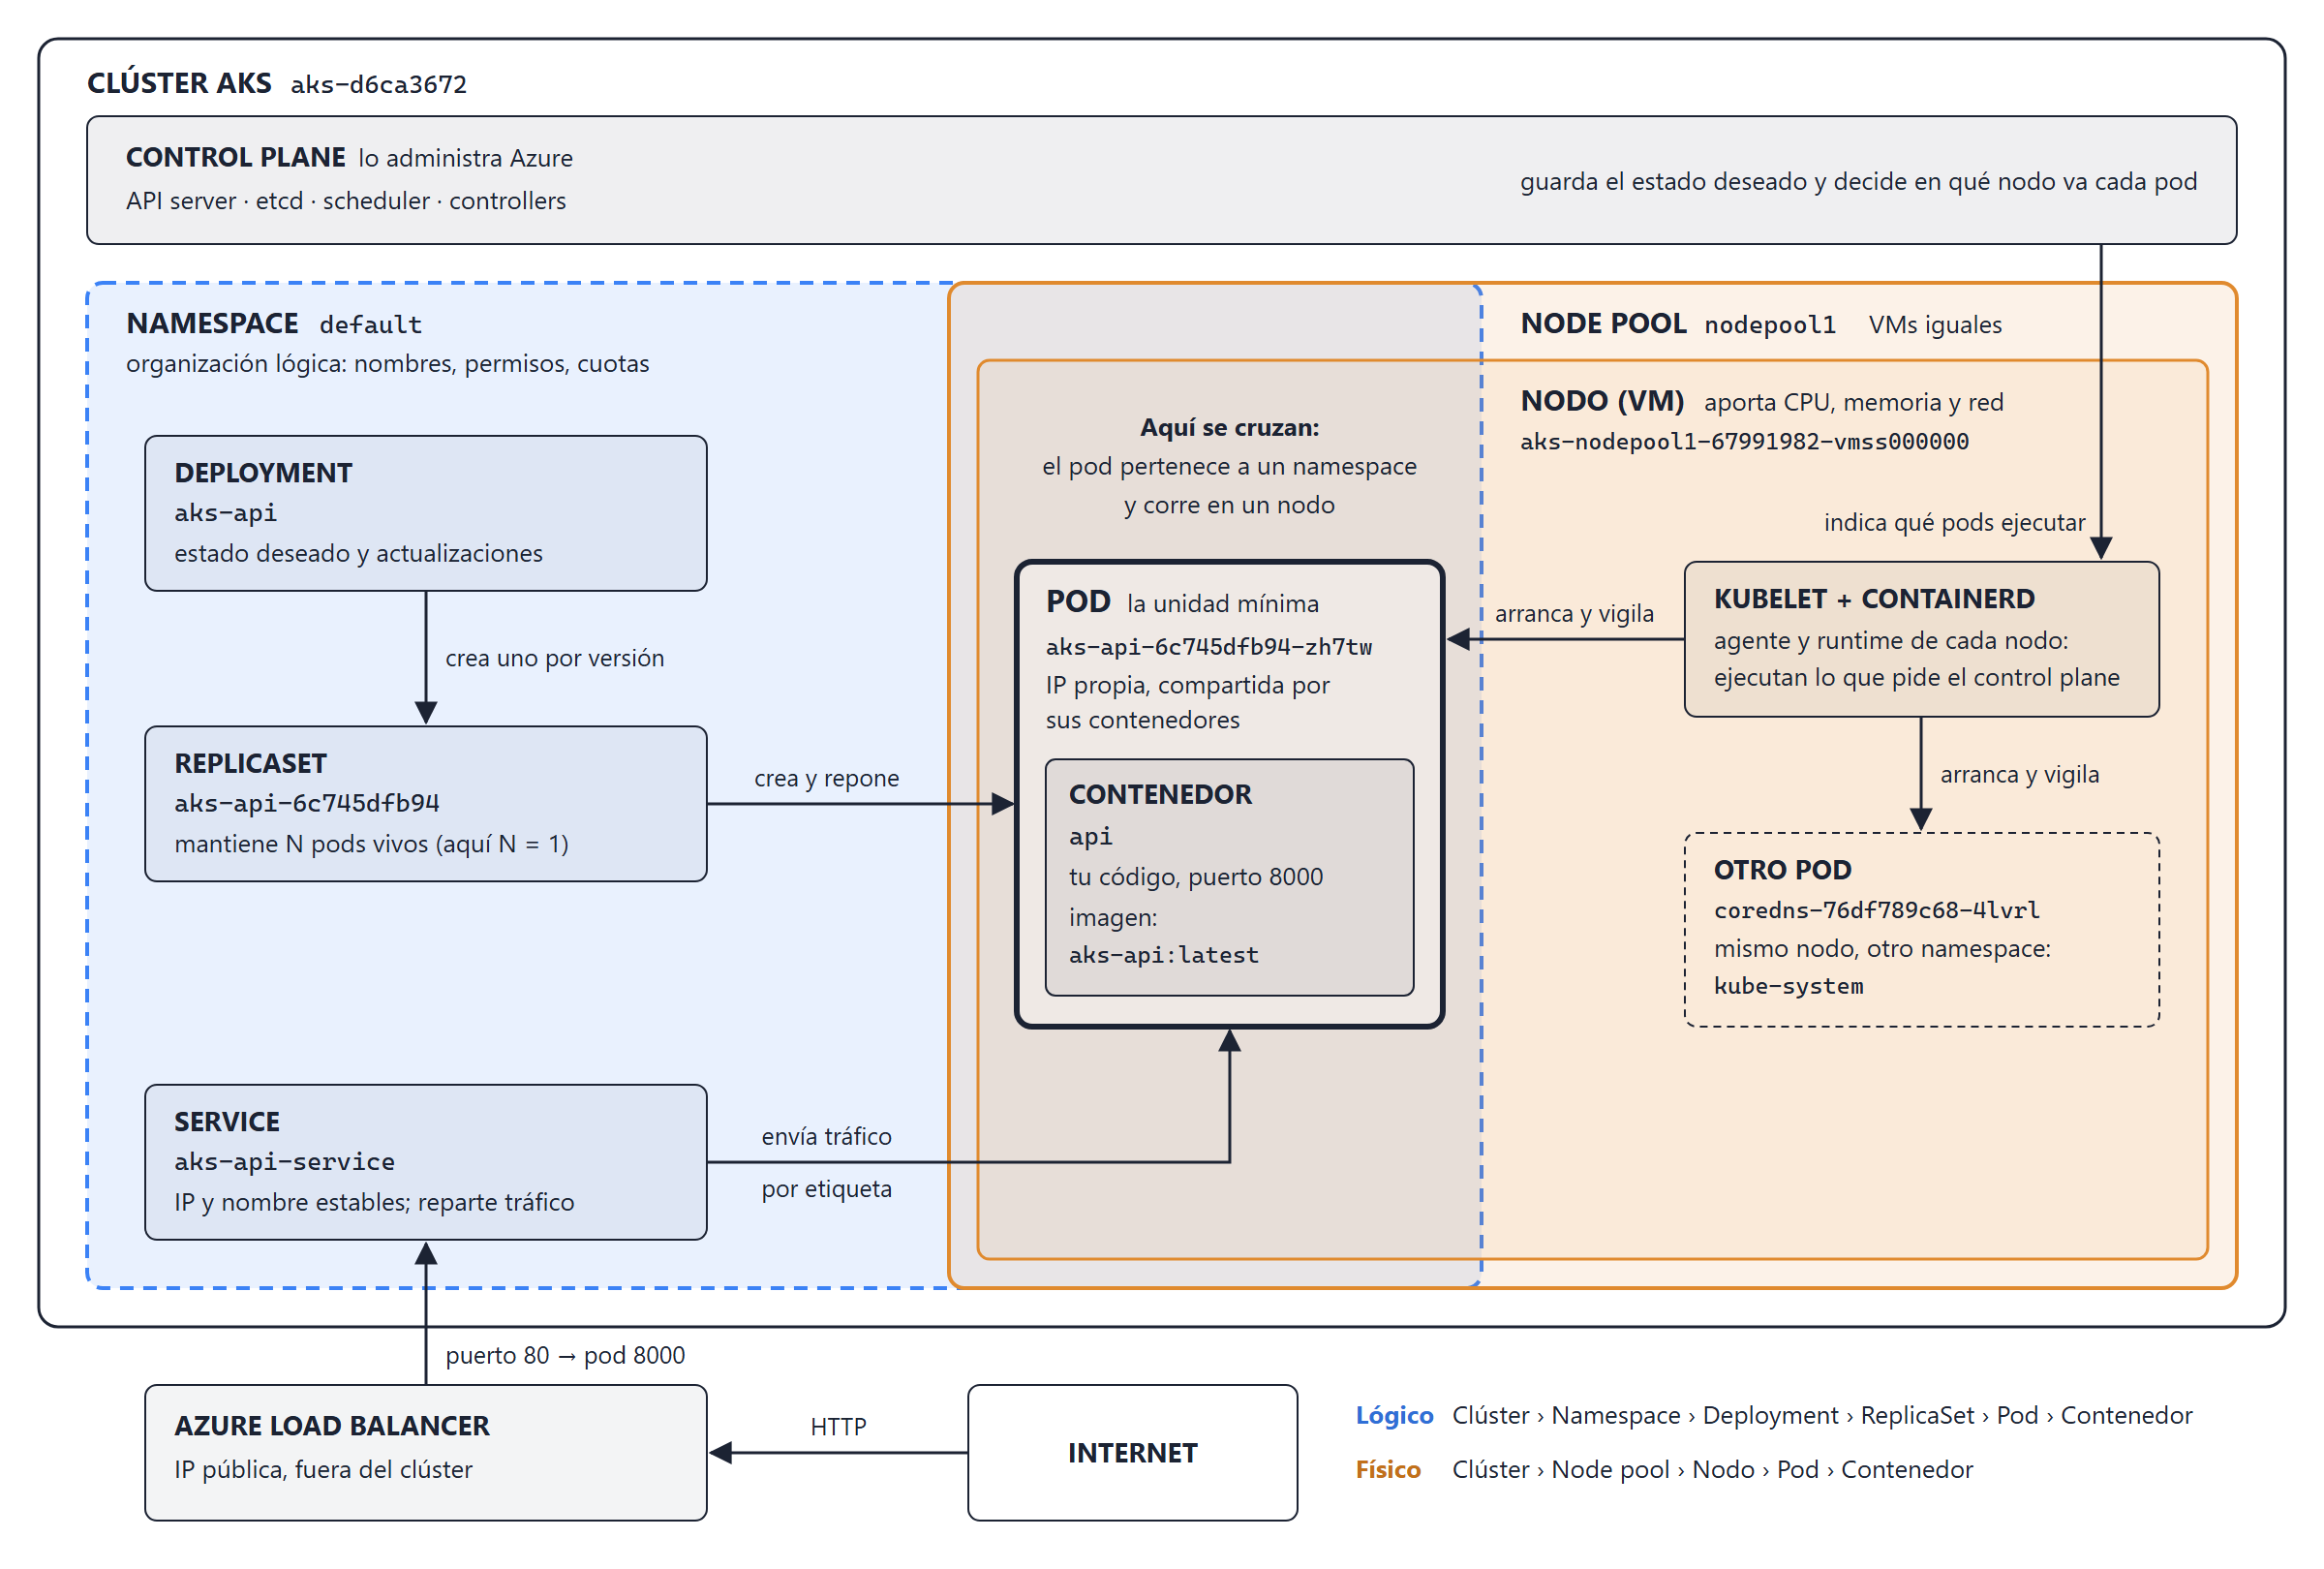 CLÚSTER AKS aks-d6ca3672
CONTROL PLANE lo administra Azure
API server · etcd · scheduler · controllers
guarda el estado deseado y decide en qué nodo va cada pod
NAMESPACE default
organización lógica: nombres, permisos, cuotas
DEPLOYMENT
aks-api
estado deseado y actualizaciones
crea uno por versión
REPLICASET
aks-api-6c745dfb94
mantiene N pods vivos (aquí N = 1)
crea y repone
SERVICE
aks-api-service
IP y nombre estables; reparte tráfico
envía tráfico
por etiqueta
Aquí se cruzan:
el pod pertenece a un namespace
y corre en un nodo
POD la unidad mínima
aks-api-6c745dfb94-zh7tw
IP propia, compartida por
sus contenedores
CONTENEDOR
api
tu código, puerto 8000
imagen:
aks-api:latest
NODE POOL nodepool1 VMs iguales
NODO (VM) aporta CPU, memoria y red
aks-nodepool1-67991982-vmss000000
indica qué pods ejecutar
arranca y vigila
KUBELET + CONTAINERD
agente y runtime de cada nodo:
ejecutan lo que pide el control plane
arranca y vigila
OTRO POD
coredns-76df789c68-4lvrl
mismo nodo, otro namespace:
kube-system
puerto 80 → pod 8000
AZURE LOAD BALANCER
IP pública, fuera del clúster
HTTP
INTERNET
Lógico Clúster › Namespace › Deployment › ReplicaSet › Pod › Contenedor
Físico Clúster › Node pool › Nodo › Pod › Contenedor